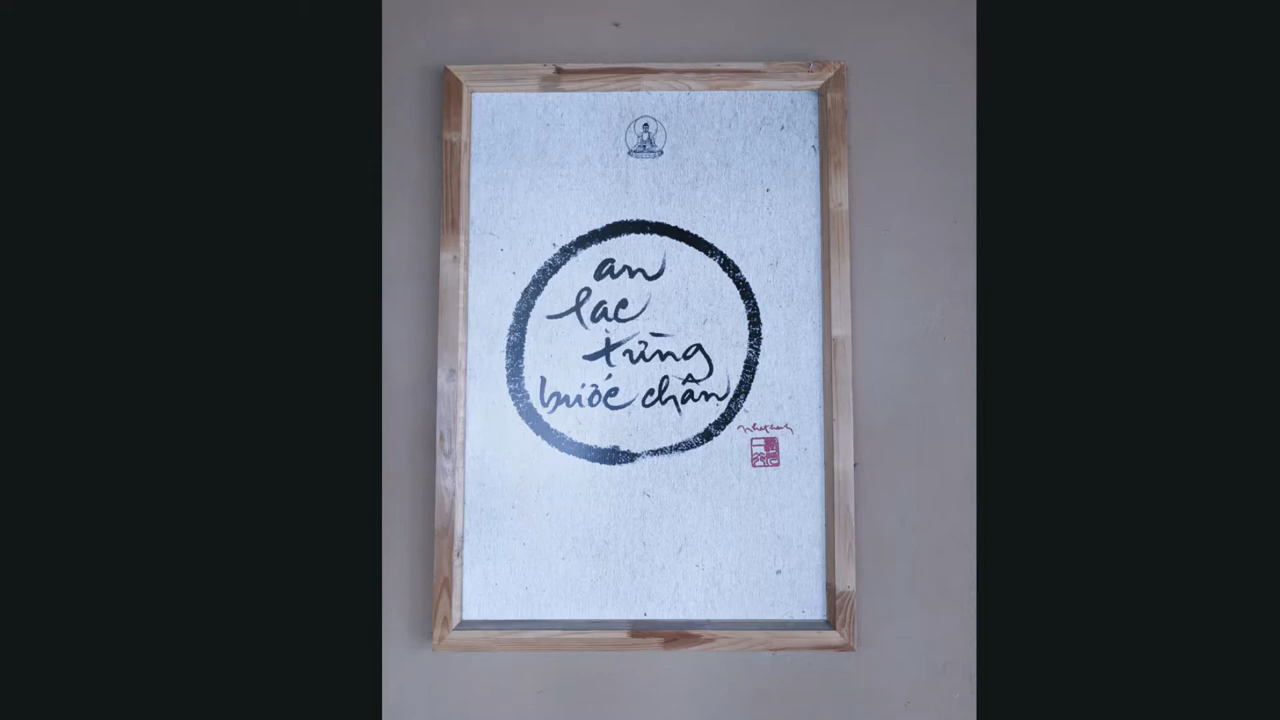 an
lạc
từng
bước chân